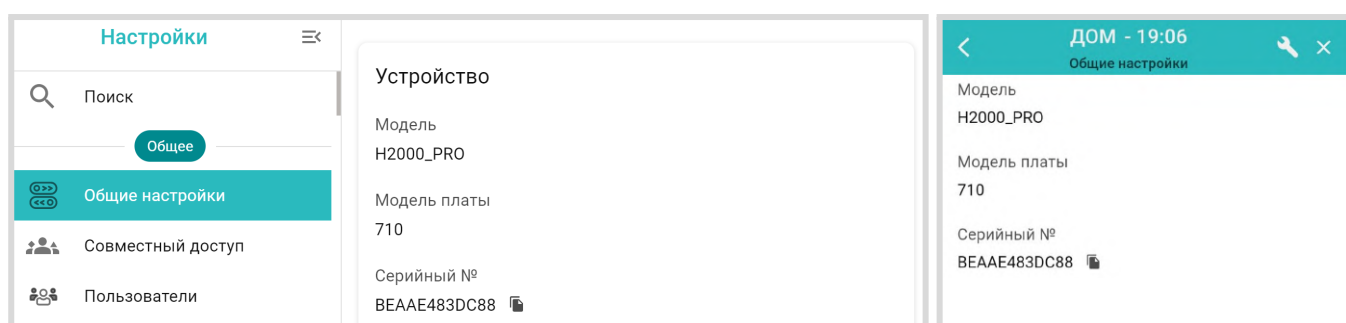 Настройки
Поиск
Общее
Общие настройки
Совместный доступ
Пользователи
Устройство
Модель
H2000_PRO
Модель платы
710
Серийный №
BEAAE483DC88
ДОМ - 19:06
Общие настройки
Модель
H2000_PRO
Модель платы
710
Серийный №
BEAAE483DC88